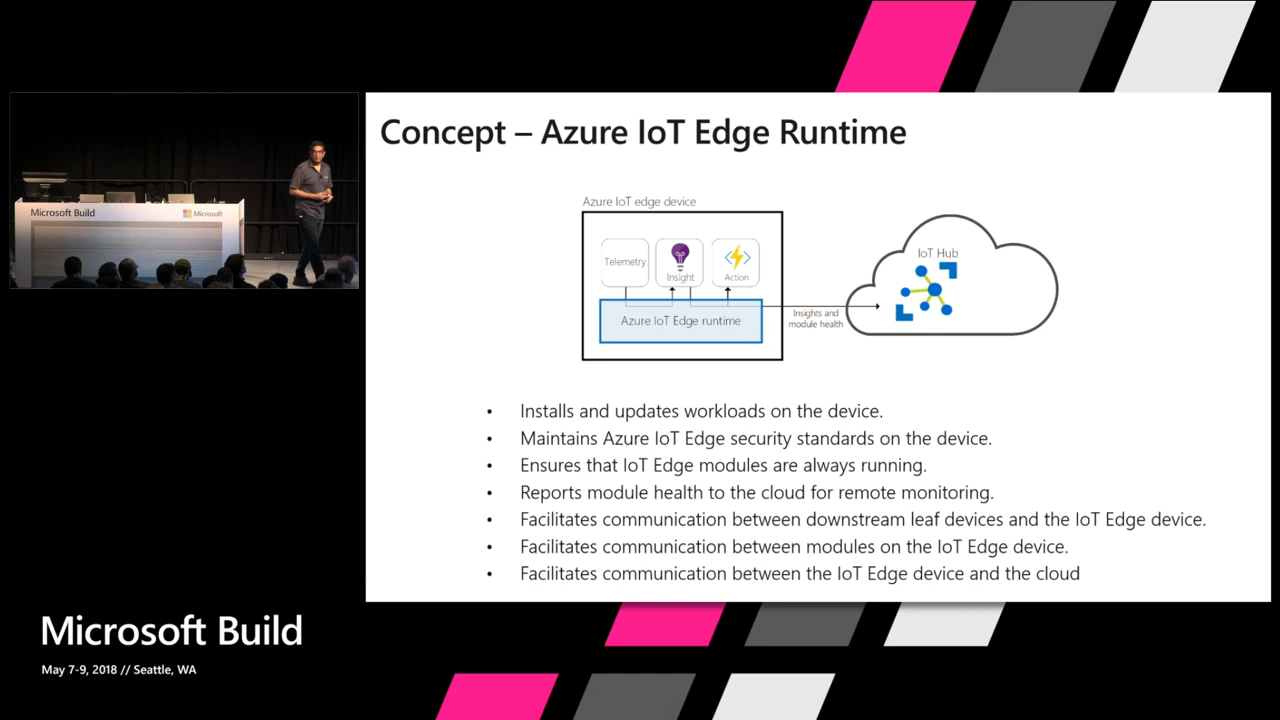 Concept – Azure IoT Edge Runtime
Azure IoT edge device
Telemetry
Insight
Action
Azure IoT Edge runtime
Insights and
module health
IoT Hub
• Installs and updates workloads on the device.
• Maintains Azure IoT Edge security standards on the device.
• Ensures that IoT Edge modules are always running.
• Reports module health to the cloud for remote monitoring.
• Facilitates communication between downstream leaf devices and the IoT Edge device.
• Facilitates communication between modules on the IoT Edge device.
• Facilitates communication between the IoT Edge device and the cloud
Microsoft Build
Microsoft
Microsoft Build
May 7-9, 2018 // Seattle, WA